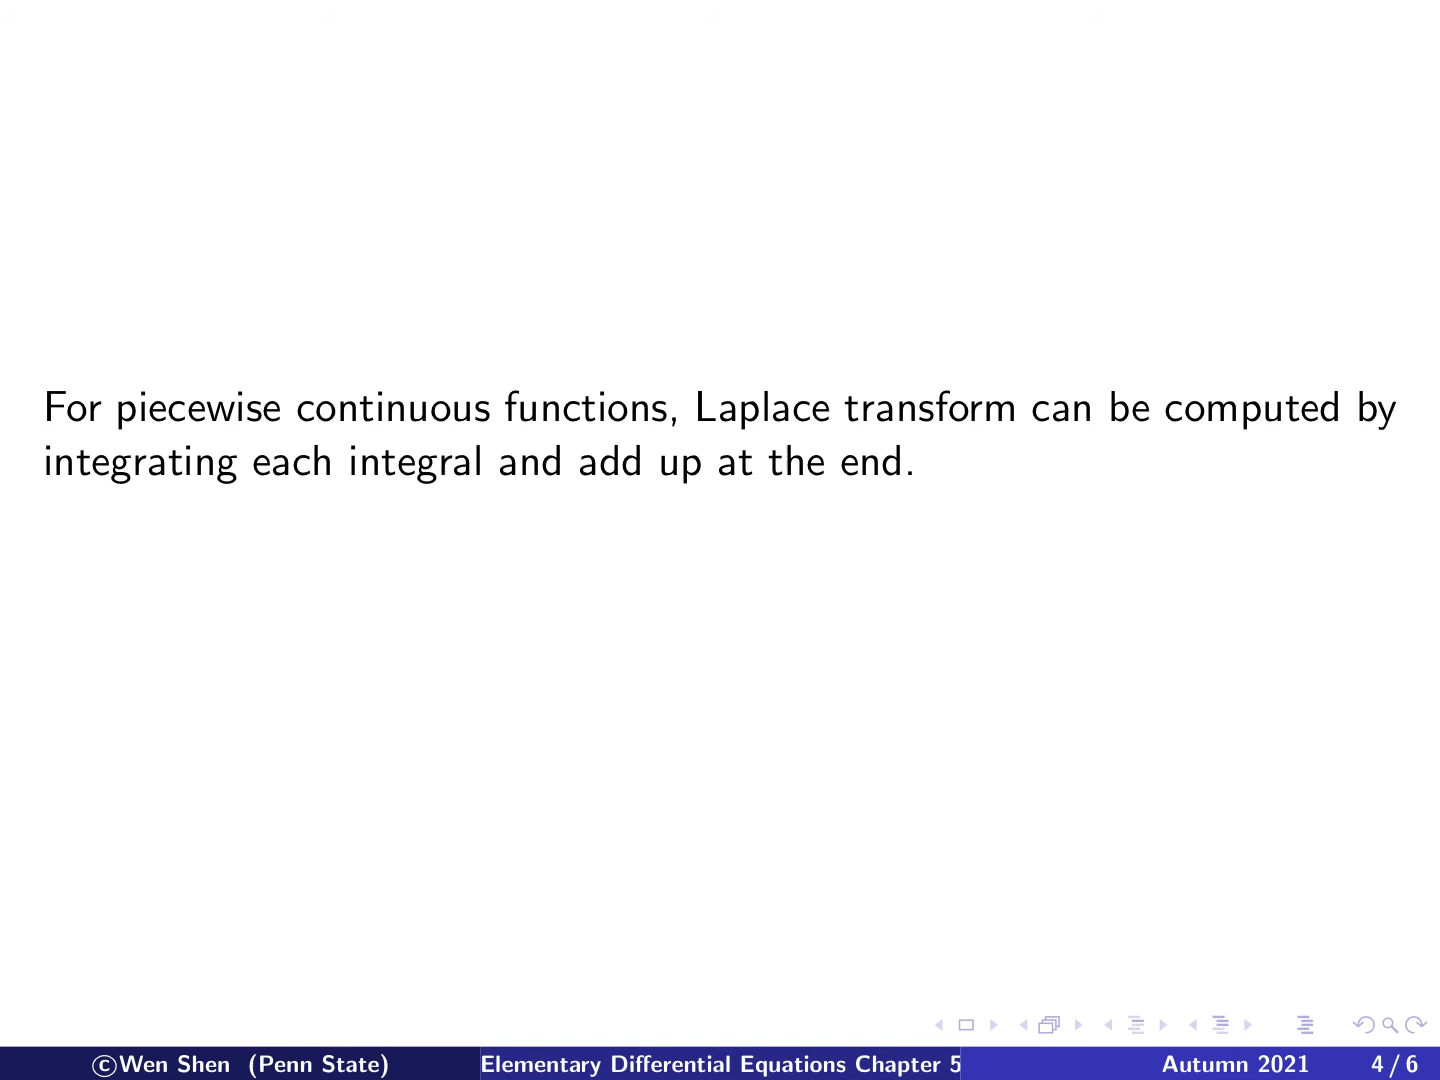 For piecewise continuous functions, Laplace transform can be computed by
integrating each integral and add up at the end.
©Wen Shen (Penn State) Elementary Differential Equations Chapter 5 Autumn 2021 4 / 6